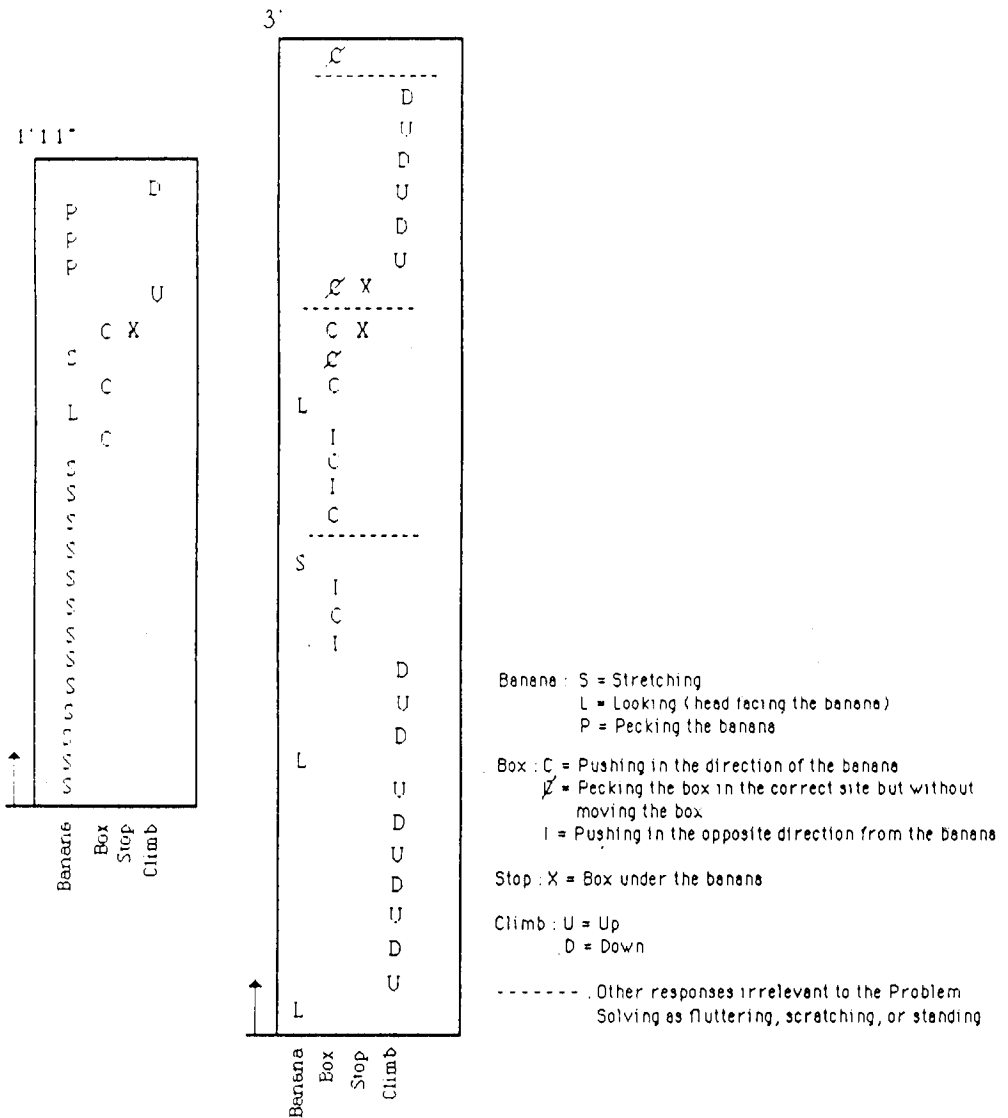 1'11"
D
P
P
P
U
C X
S
C
L
C
S
S
S
S
S
S
S
S
S
S
S
S
S
Banana
Box
Stop
Climb
3'
₵
D
U
D
U
D
U
₵ X
C X
₵
C
L
I
C
I
C
S
I
C
I
D
U
D
L
U
D
U
D
U
D
U
L
Banana
Box
Stop
Climb
Banana : S = Stretching
L = Looking (head facing the banana)
P = Pecking the banana
Box : C = Pushing in the direction of the banana
₵ = Pecking the box in the correct site but without
moving the box
I = Pushing in the opposite direction from the banana
Stop : X = Box under the banana
Climb : U = Up
D = Down
------- . Other responses irrelevant to the Problem
Solving as fluttering, scratching, or standing